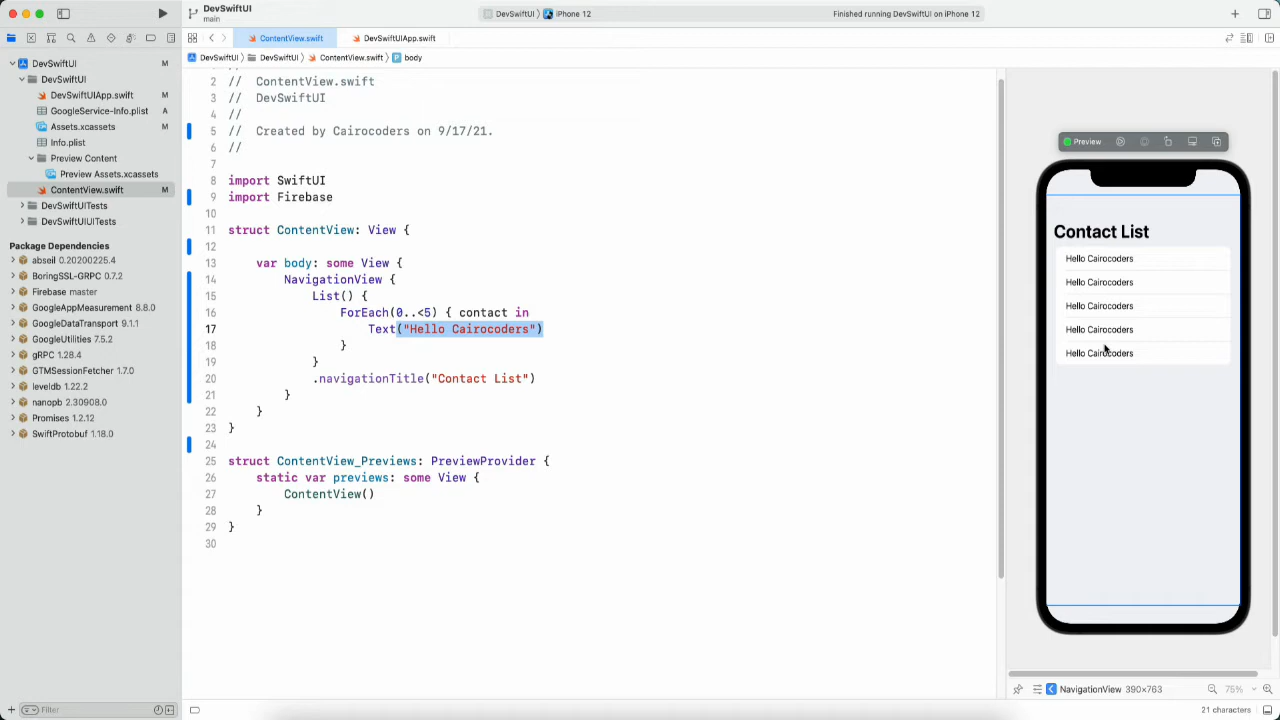 DevSwiftUI
main
DevSwiftUI
iPhone 12
Finished running DevSwiftUI on iPhone 12
ContentView.swift
DevSwiftUIApp.swift
DevSwiftUI
DevSwiftUI
ContentView.swift
body
DevSwiftUI M
DevSwiftUI
DevSwiftUIApp.swift M
GoogleService-Info.plist A
Assets.xcassets M
Info.plist
Preview Content
Preview Assets.xcassets
ContentView.swift M
DevSwiftUITests
DevSwiftUIUITests
Package Dependencies
abseil 0.20200225.4
BoringSSL-GRPC 0.7.2
Firebase master
GoogleAppMeasurement 8.8.0
GoogleDataTransport 9.1.1
GoogleUtilities 7.5.2
gRPC 1.28.4
GTMSessionFetcher 1.7.0
leveldb 1.22.2
nanopb 2.30908.0
Promises 1.2.12
SwiftProtobuf 1.18.0
Filter
2 // ContentView.swift
3 // DevSwiftUI
4 //
5 // Created by Cairocoders on 9/17/21.
6 //
7
8 import SwiftUI
9 import Firebase
10
11 struct ContentView: View {
12
13 var body: some View {
14 NavigationView {
15 List() {
16 ForEach(0..<5) { contact in
17 Text("Hello Cairocoders")
18 }
19 }
20 .navigationTitle("Contact List")
21 }
22 }
23 }
24
25 struct ContentView_Previews: PreviewProvider {
26 static var previews: some View {
27 ContentView()
28 }
29 }
30
Preview
Contact List
Hello Cairocoders
Hello Cairocoders
Hello Cairocoders
Hello Cairocoders
Hello Cairocoders
NavigationView 390×763
75%
21 characters